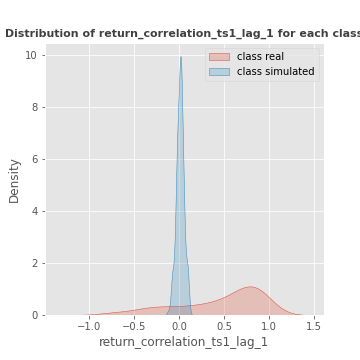 Distribution of return_correlation_ts1_lag_1 for each class
class real
class simulated
10
8
6
4
2
0
Density
−1.0 −0.5 0.0 0.5 1.0 1.5
return_correlation_ts1_lag_1